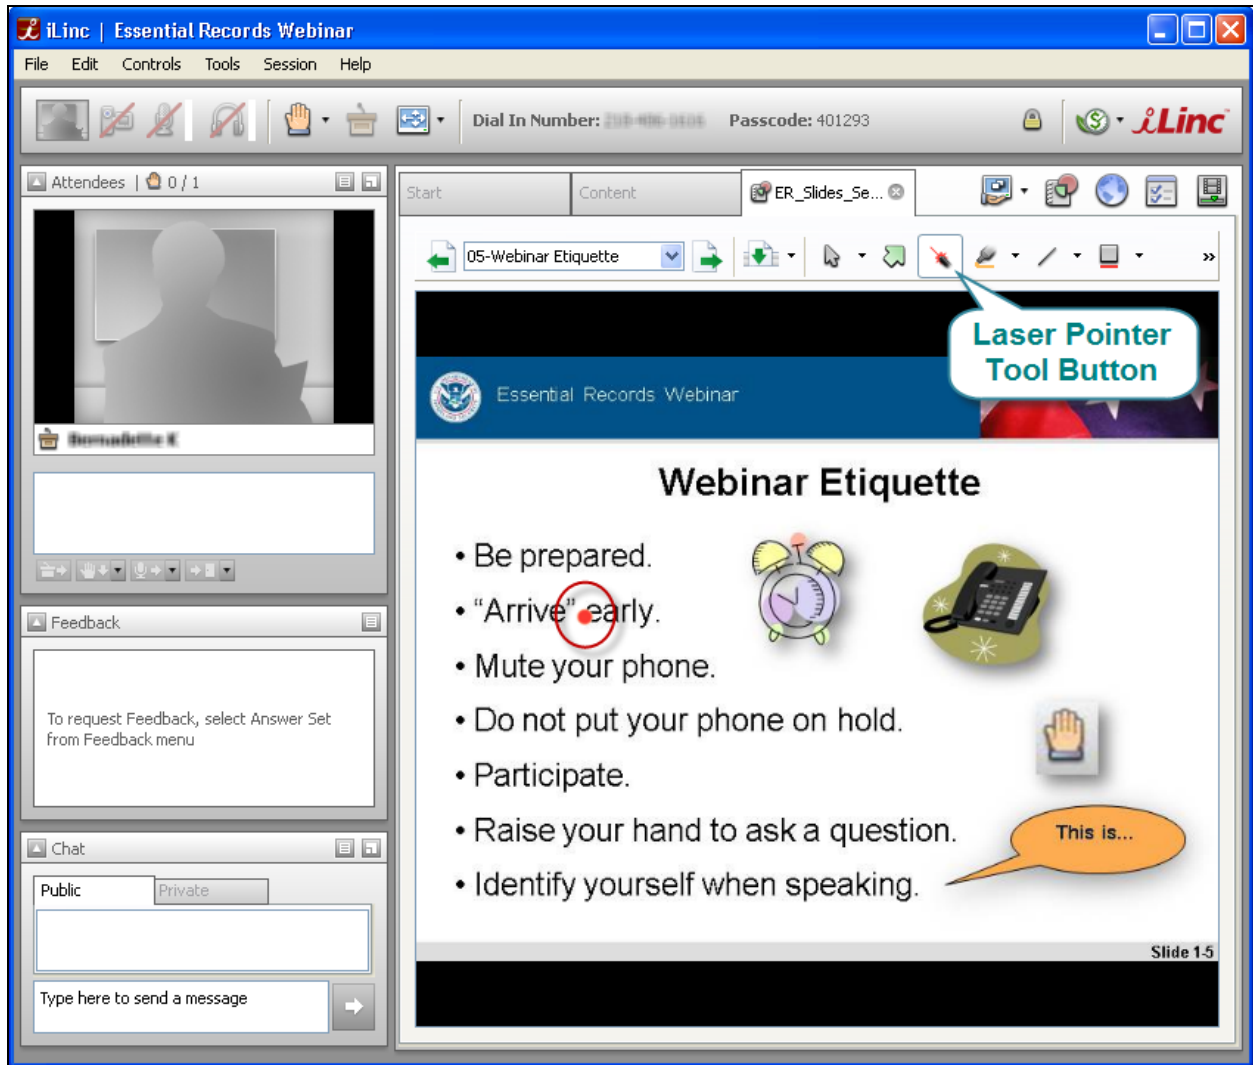 iLinc | Essential Records Webinar
File Edit Controls Tools Session Help
Dial In Number: Passcode: 401293
iLinc
Attendees | 0 / 1
Start Content ER_Slides_Se...
05-Webinar Etiquette
»
Laser Pointer
Tool Button
Essential Records Webinar
Webinar Etiquette
• Be prepared.
• “Arrive” early.
• Mute your phone.
• Do not put your phone on hold.
• Participate.
• Raise your hand to ask a question.
This is...
• Identify yourself when speaking.
Slide 1-5
Feedback
To request Feedback, select Answer Set
from Feedback menu
Chat
Public Private
Type here to send a message